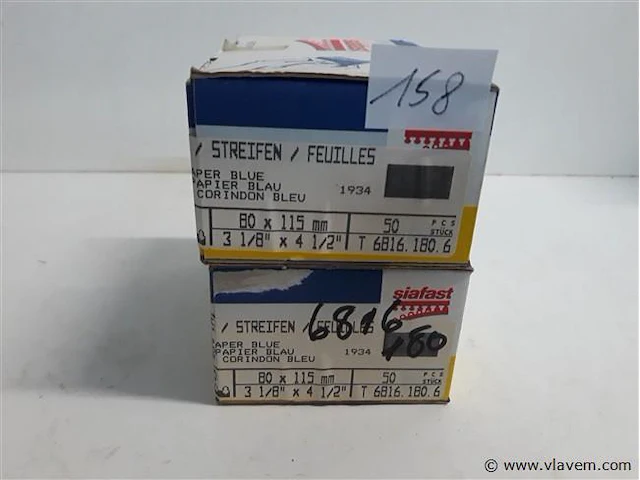 158
/ STREIFEN / FEUILLES
APER BLUE
PAPIER BLAU
CORINDON BLEU
1934
80 x 115 mm
50
PCS
STÜCK
3 1/8" x 4 1/2"
T 6816.180.6
siafast
/ STREIFEN / FEUILLES
6816
180
APER BLUE
PAPIER BLAU
CORINDON BLEU
1934
80 x 115 mm
50
PCS
STÜCK
3 1/8" x 4 1/2"
T 6816.180.6
© www.vlavem.com